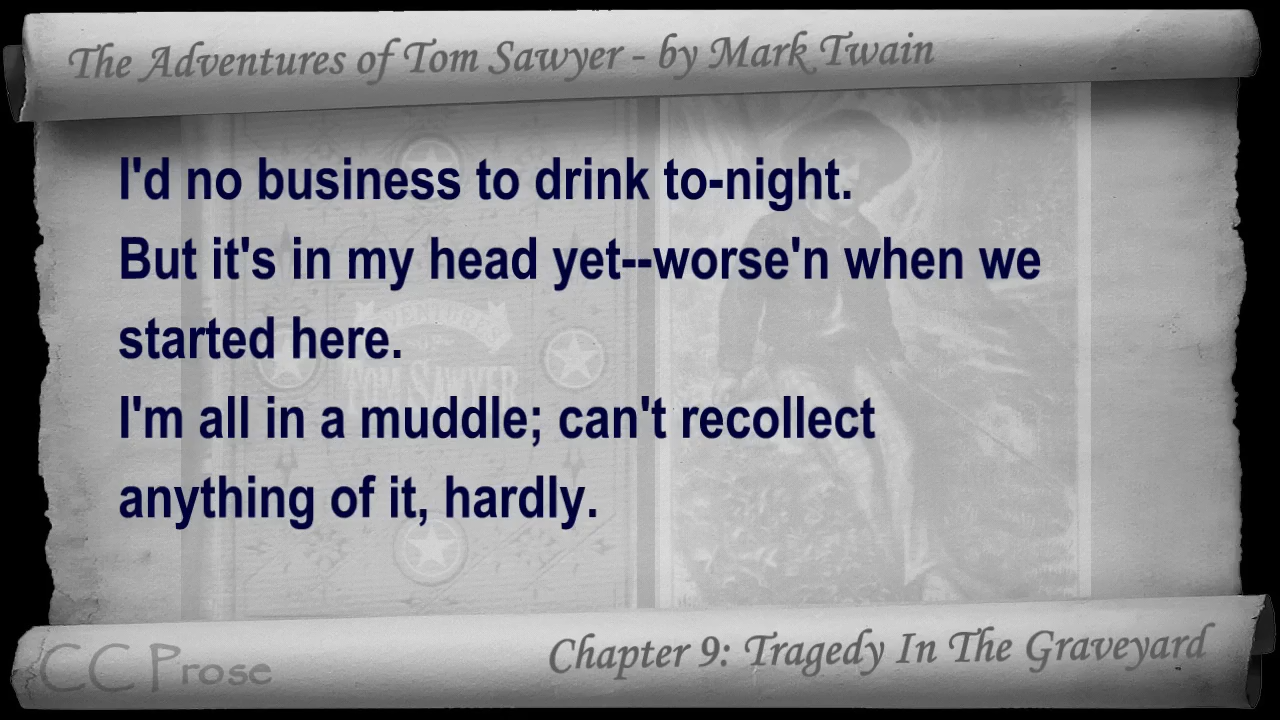 The Adventures of Tom Sawyer - by Mark Twain
I'd no business to drink to-night.
But it's in my head yet--worse'n when we
started here.
I'm all in a muddle; can't recollect
anything of it, hardly.
CC Prose
Chapter 9: Tragedy In The Graveyard
TOM SAWYER